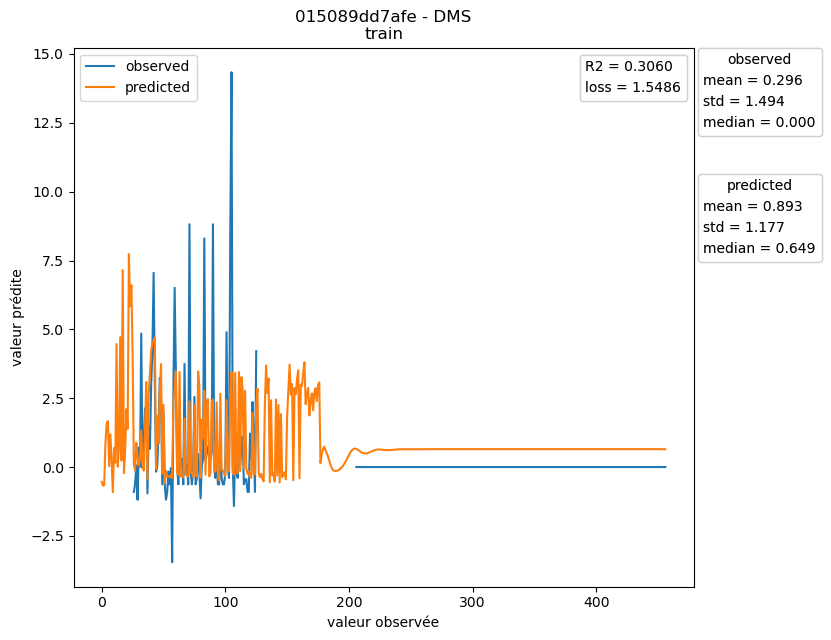 015089dd7afe - DMS
train
observed
predicted
R2 = 0.3060
loss = 1.5486
observed
mean = 0.296
std = 1.494
median = 0.000
predicted
mean = 0.893
std = 1.177
median = 0.649
valeur prédite
15.0
12.5
10.0
7.5
5.0
2.5
0.0
−2.5
0
100
200
300
400
valeur observée